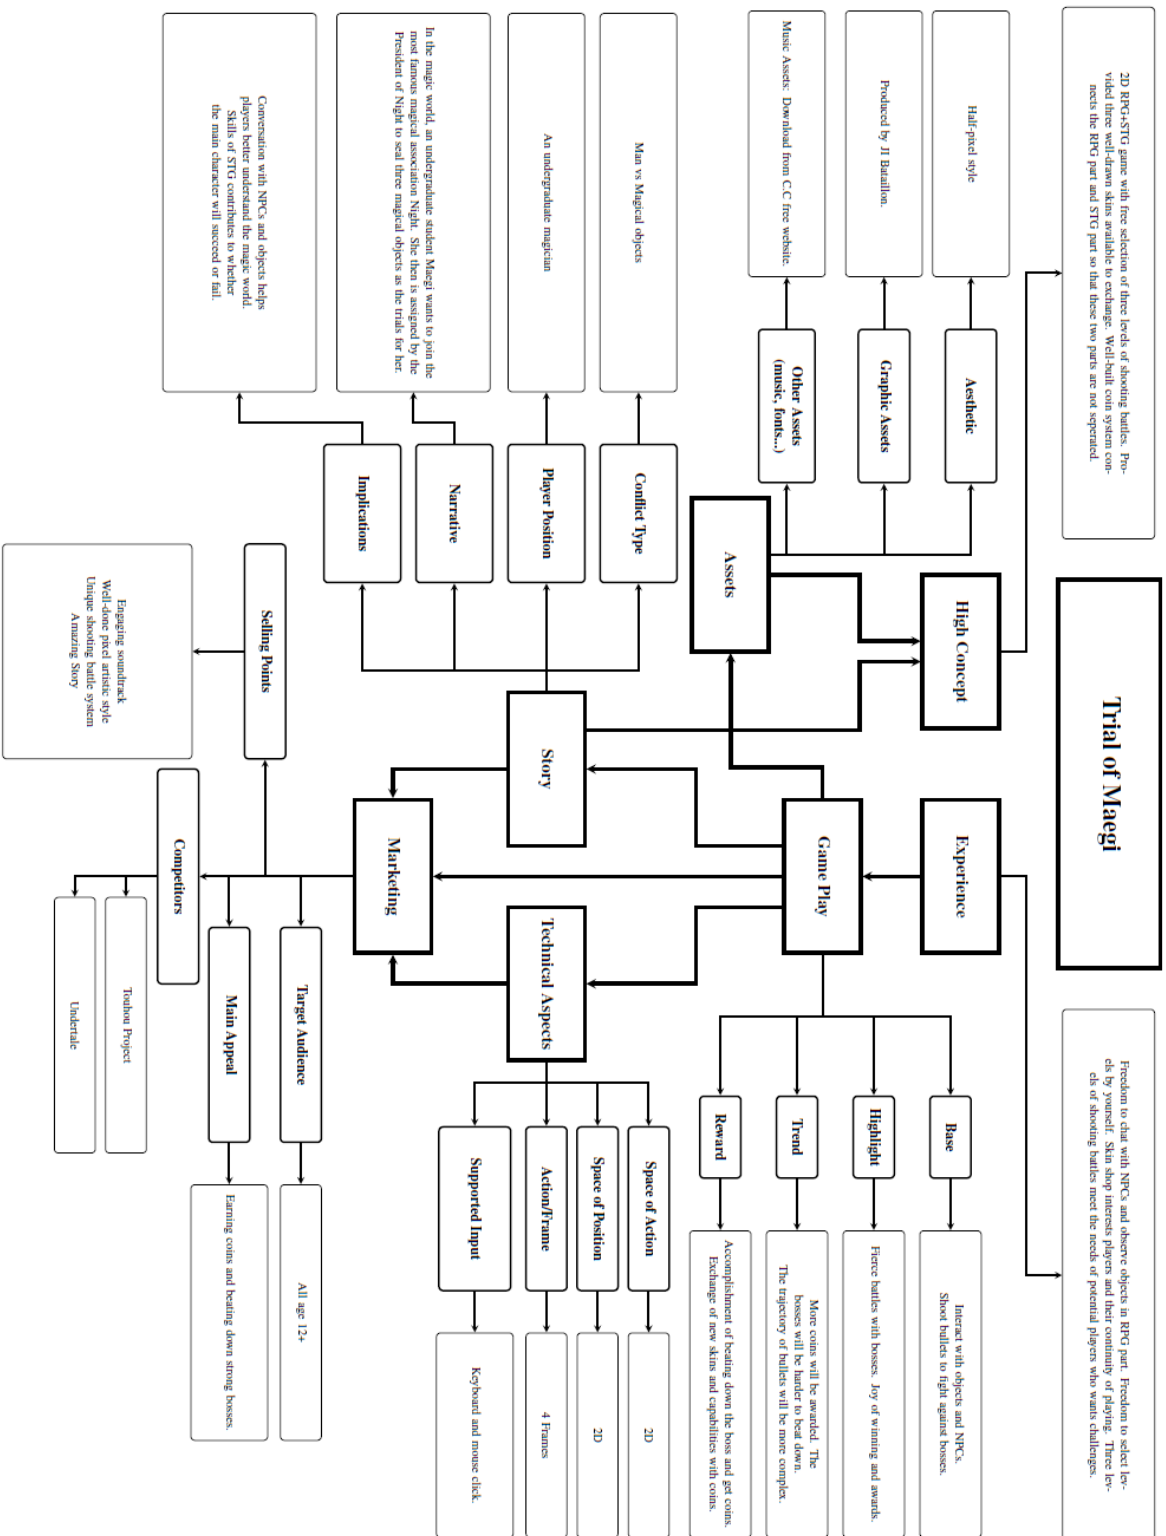 Trial of Maegi
2D RPG+STG game with free selection of three levels of shooting battles. Pro-
vided three well-drawn skins available to exchange. Well-built coin system con-
nects the RPG part and STG part so that these two parts are not seperated.
Freedom to chat with NPCs and observe objects in RPG part. Freedom to select lev-
els by yourself. Skin shop interests players and their continuity of playing. Three lev-
els of shooting battles meet the needs of potential players who wants challenges.
High Concept
Experience
Half-pixel style
Aesthetic
Produced by JI Bataillon.
Graphic Assets
Music Assets: Download from C.C free website.
Other Assets
(music, fonts...)
Assets
Game Play
Base
Interact with objects and NPCs.
Shoot bullets to fight against bosses.
Highlight
Fierce battles with bosses. Joy of winning and awards.
Trend
More coins will be awarded. The
bosses will be harder to beat down.
The trajectory of bullets will be more complex.
Reward
Accomplishment of beating down the boss and get coins.
Exchange of new skins and capabilities with coins.
Man vs Magical objects
Conflict Type
An undergraduate magician
Player Position
In the magic world, an undergraduate student Maegi wants to join the
most famous magical association Night. She then is assigned by the
President of Night to seal three magical objects as the trials for her.
Narrative
Conversation with NPCs and objects helps
players better understand the magic world.
Skills of STG contributes to whether
the main character will succeed or fail.
Implications
Story
Technical Aspects
Space of Action
2D
Space of Position
2D
Action/Frame
4 Frames
Supported Input
Keyboard and mouse click.
Marketing
Target Audience
All age 12+
Main Appeal
Earning coins and beating down strong bosses.
Selling Points
Engaging soundtrack
Well-done pixel artistic style
Unique shooting battle system
Amazing Story
Competitors
Touhou Project
Undertale